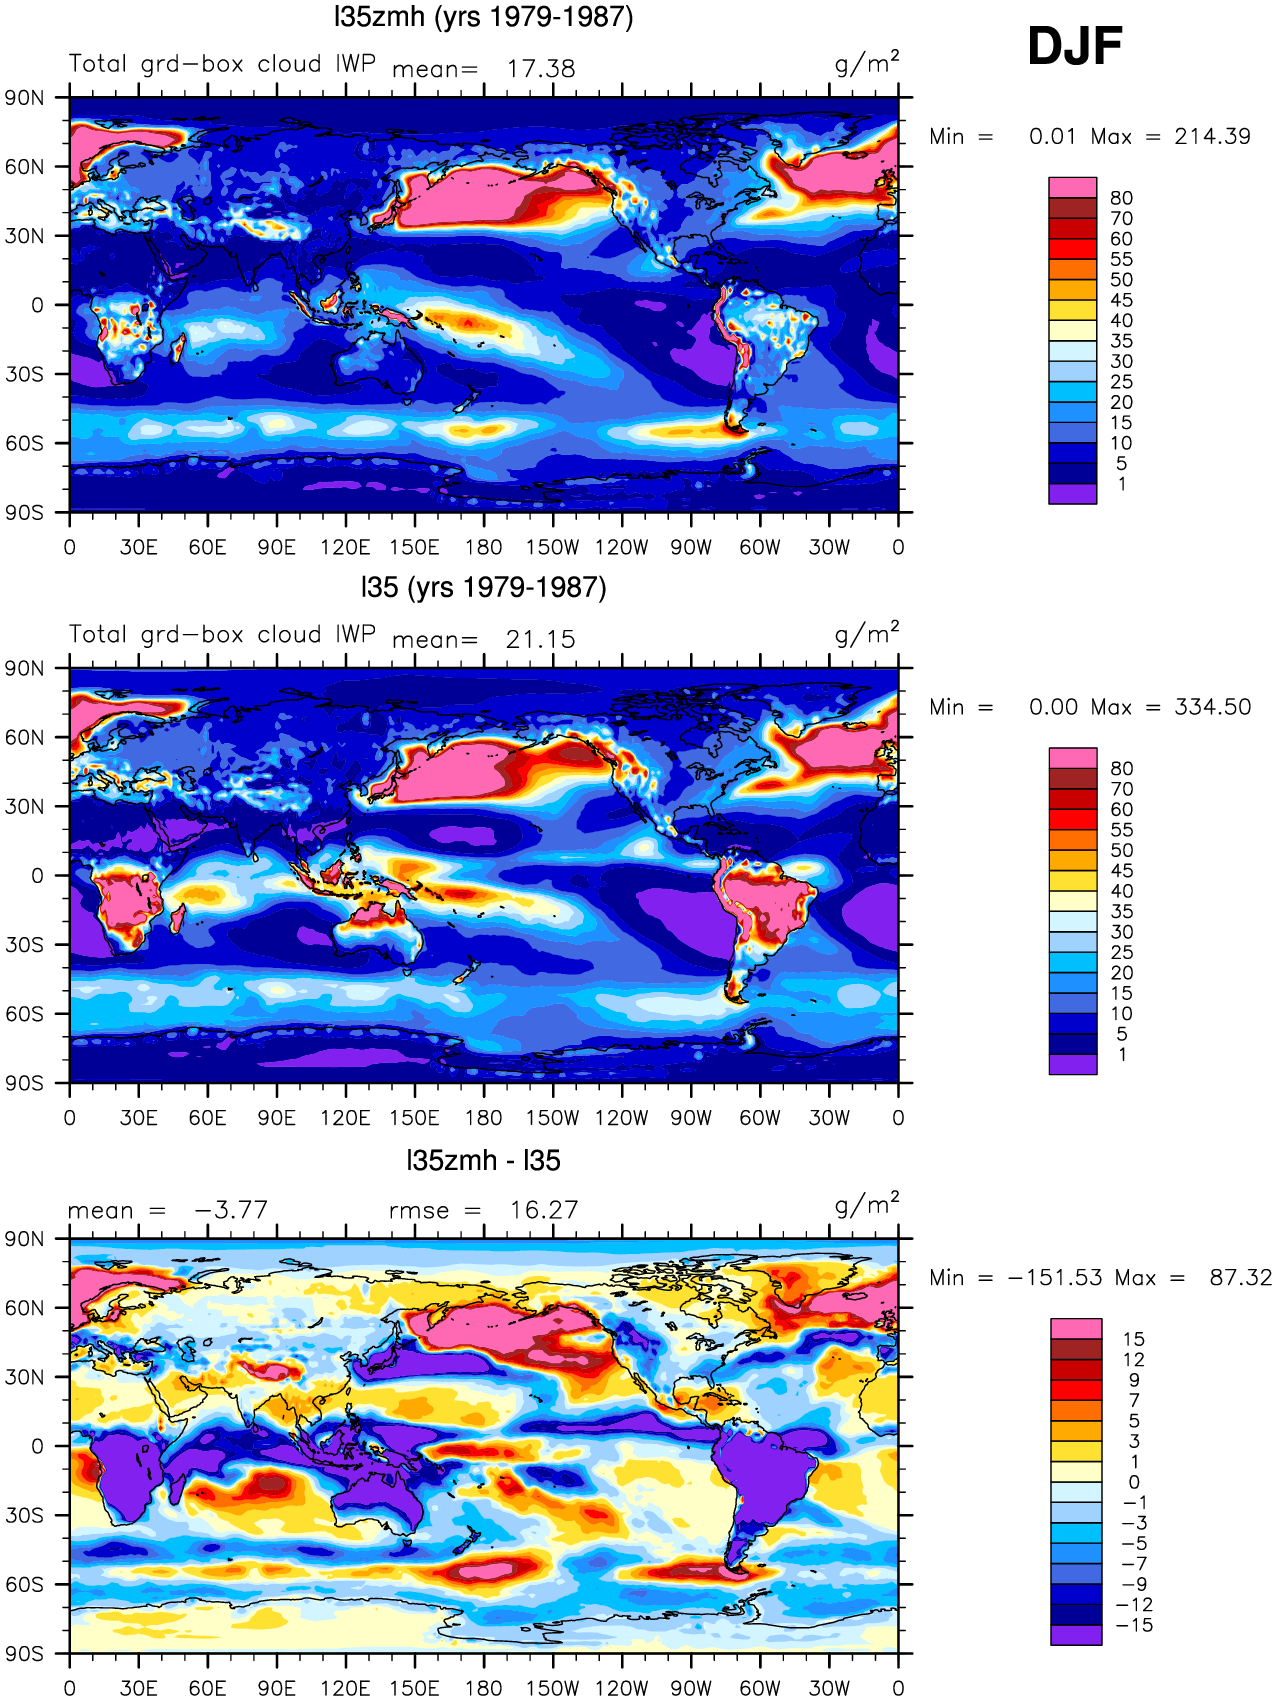 l35zmh (yrs 1979-1987)
DJF
Total grd-box cloud IWP mean= 17.38 g/m²
Min = 0.01 Max = 214.39
90N
60N
30N
0
30S
60S
90S
0 30E 60E 90E 120E 150E 180 150W 120W 90W 60W 30W 0
80
70
60
55
50
45
40
35
30
25
20
15
10
5
1
l35 (yrs 1979-1987)
Total grd-box cloud IWP mean= 21.15 g/m²
Min = 0.00 Max = 334.50
90N
60N
30N
0
30S
60S
90S
0 30E 60E 90E 120E 150E 180 150W 120W 90W 60W 30W 0
80
70
60
55
50
45
40
35
30
25
20
15
10
5
1
l35zmh - l35
mean = -3.77 rmse = 16.27 g/m²
Min = -151.53 Max = 87.32
90N
60N
30N
0
30S
60S
90S
0 30E 60E 90E 120E 150E 180 150W 120W 90W 60W 30W 0
15
12
9
7
5
3
1
0
-1
-3
-5
-7
-9
-12
-15